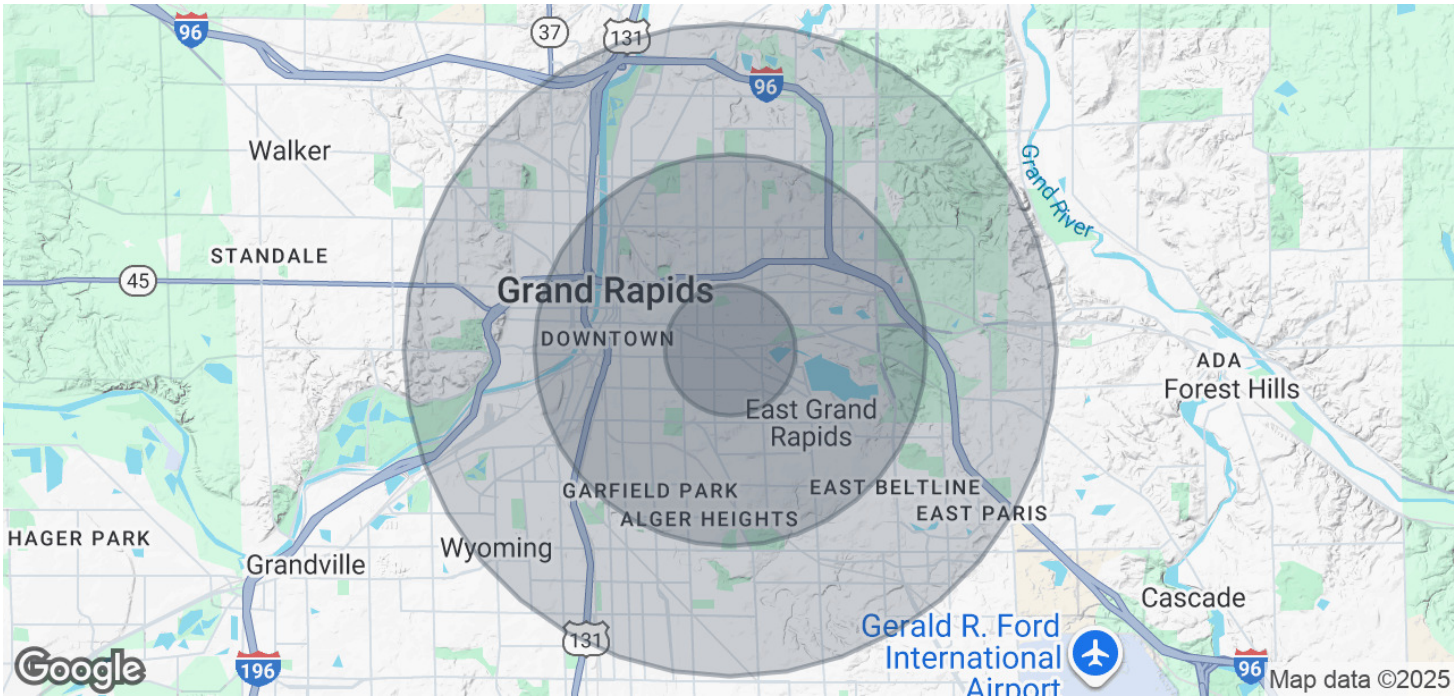 96
37
131
96
Walker
Grand River
STANDALE
45
Grand Rapids
DOWNTOWN
ADA
Forest Hills
East Grand
Rapids
GARFIELD PARK
EAST BELTLINE
ALGER HEIGHTS
EAST PARIS
HAGER PARK
Wyoming
Grandville
Cascade
Gerald R. Ford
International
Airport
131
Google
196
96
Map data ©2025